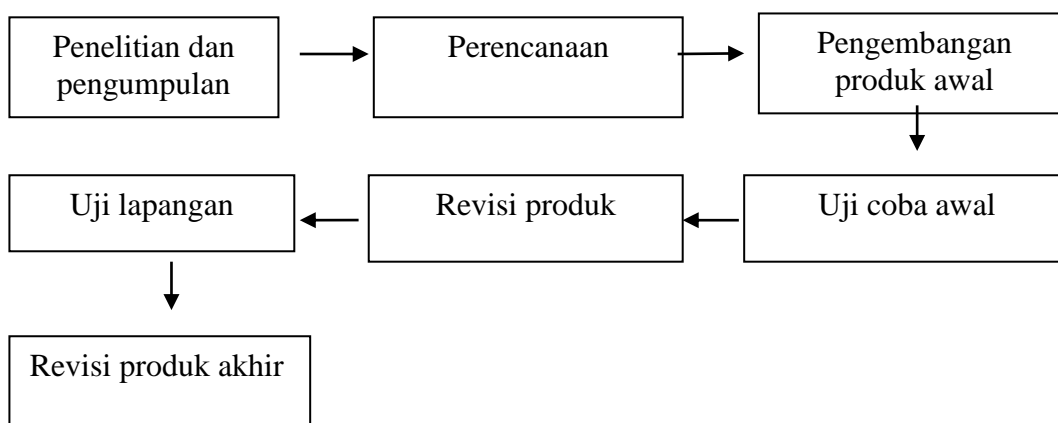 Penelitian dan
pengumpulan
Perencanaan
Pengembangan
produk awal
Uji coba awal
Revisi produk
Uji lapangan
Revisi produk akhir